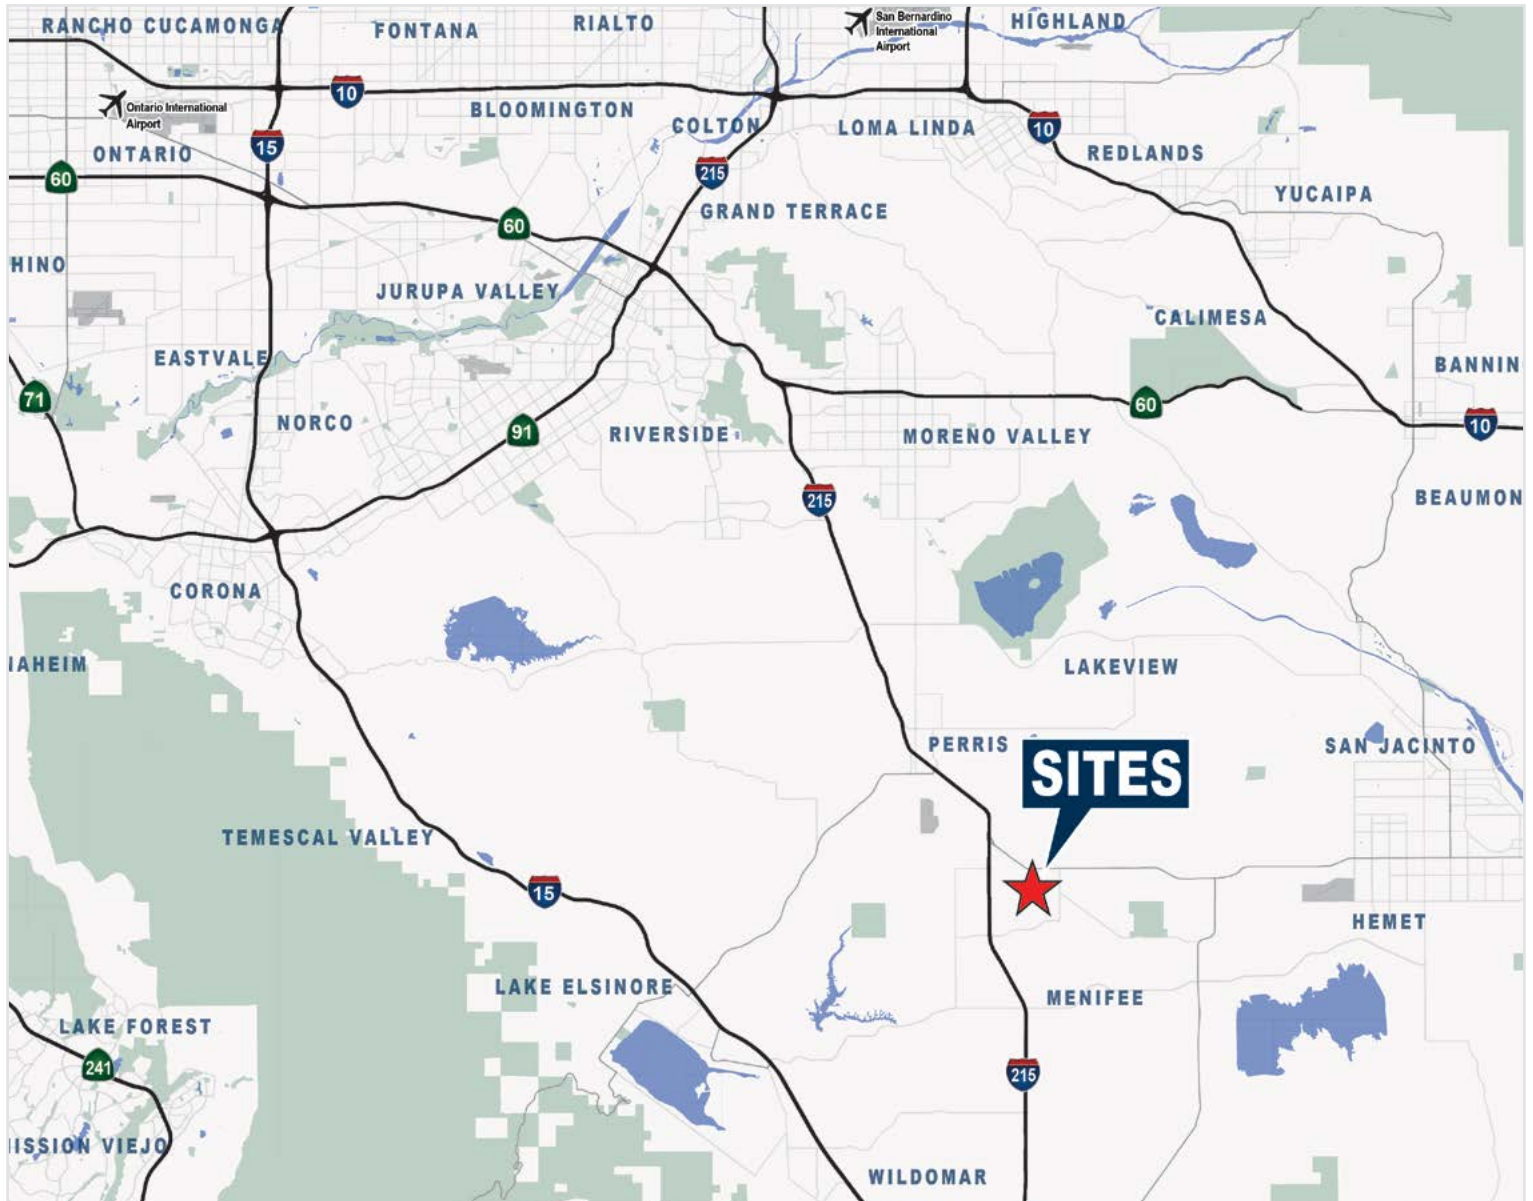 RANCHO CUCAMONGA
FONTANA
RIALTO
San Bernardino
International
Airport
HIGHLAND
10
Ontario International
Airport
BLOOMINGTON
COLTON
LOMA LINDA
10
15
ONTARIO
REDLANDS
215
60
YUCAIPA
GRAND TERRACE
60
HINO
JURUPA VALLEY
CALIMESA
EASTVALE
BANNIN
71
60
NORCO
91
RIVERSIDE
MORENO VALLEY
10
215
BEAUMON
CORONA
NAHEIM
LAKEVIEW
PERRIS
SAN JACINTO
SITES
TEMESCAL VALLEY
15
HEMET
LAKE ELSINORE
MENIFEE
LAKE FOREST
241
215
MISSION VIEJO
WILDOMAR